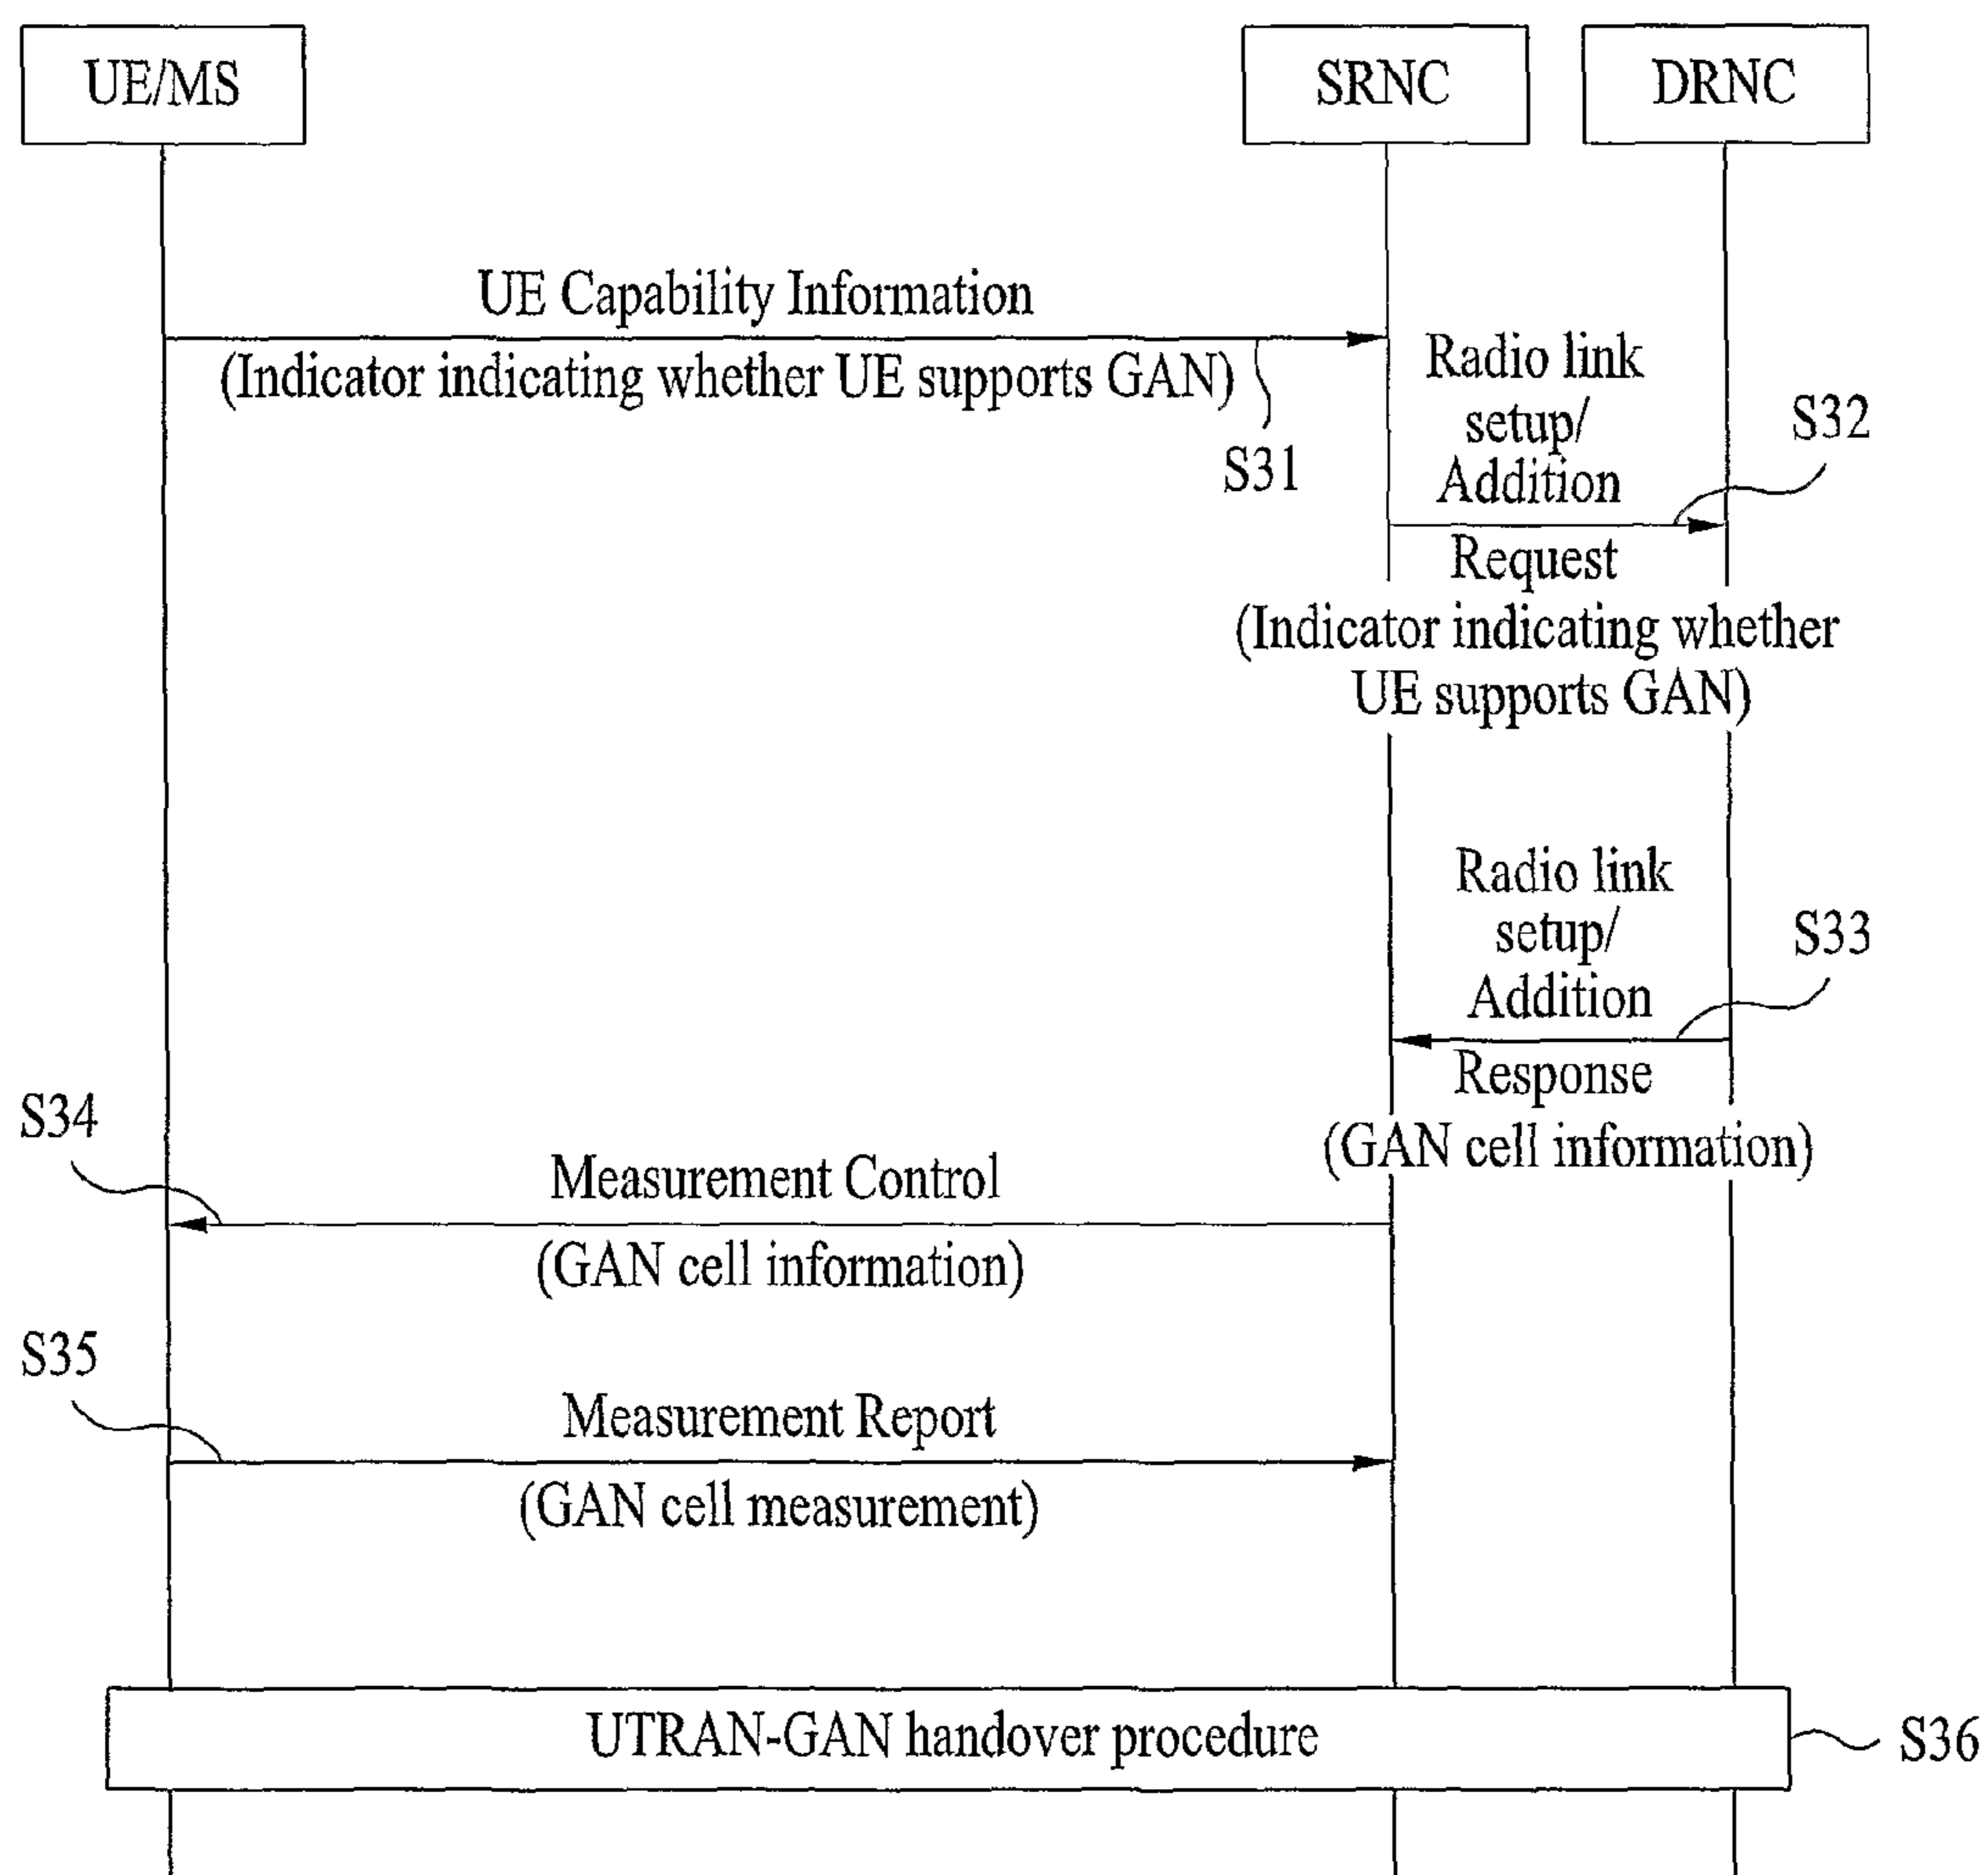 UE/MS
SRNC
DRNC
UE Capability Information
(Indicator indicating whether UE supports GAN)
S31
Radio link
setup/
Addition
S32
Request
(Indicator indicating whether
UE supports GAN)
Radio link
setup/
Addition
S33
Response
(GAN cell information)
S34
Measurement Control
(GAN cell information)
S35
Measurement Report
(GAN cell measurement)
UTRAN-GAN handover procedure
S36